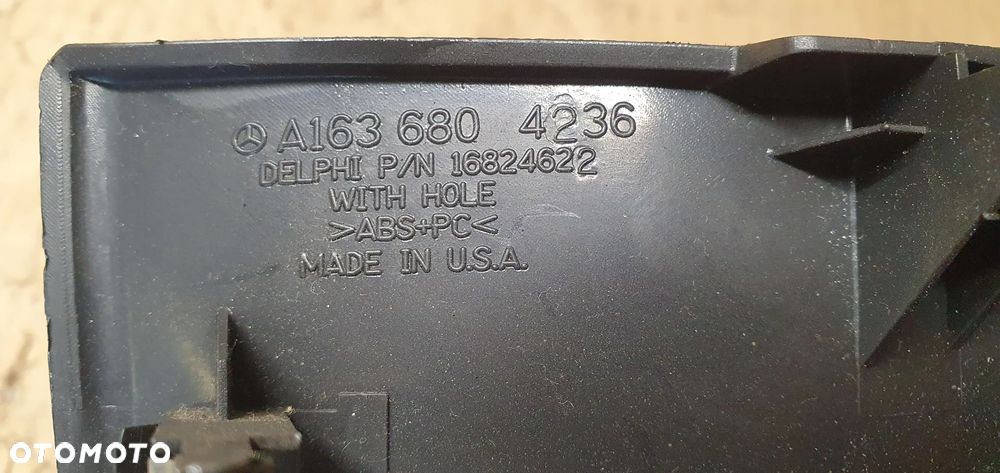 A163 680 4236
DELPHI P/N 16824622
WITH HOLE
>ABS+PC<
MADE IN U.S.A.
OTOMOTO